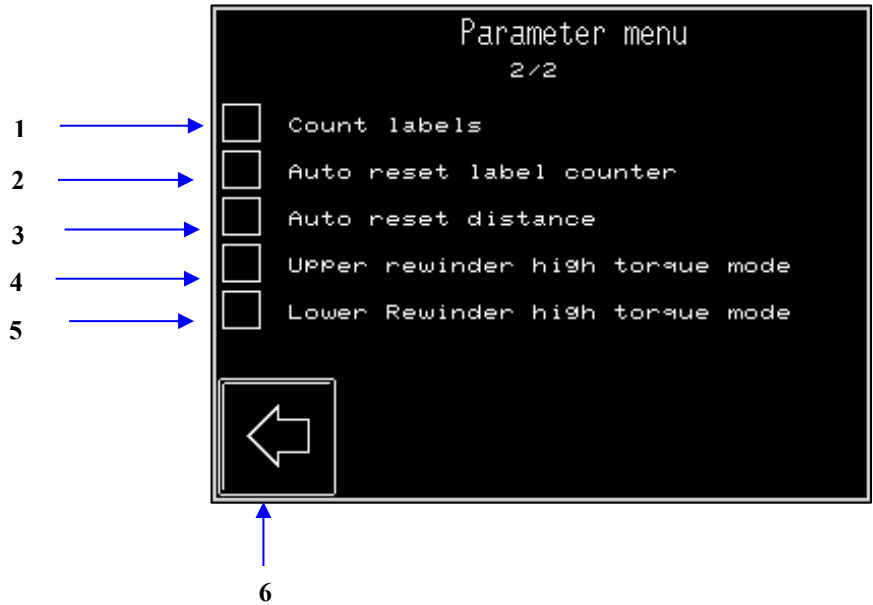 Parameter menu
2/2
1 Count labels
2 Auto reset label counter
3 Auto reset distance
4 Upper rewinder high torque mode
5 Lower Rewinder high torque mode
6